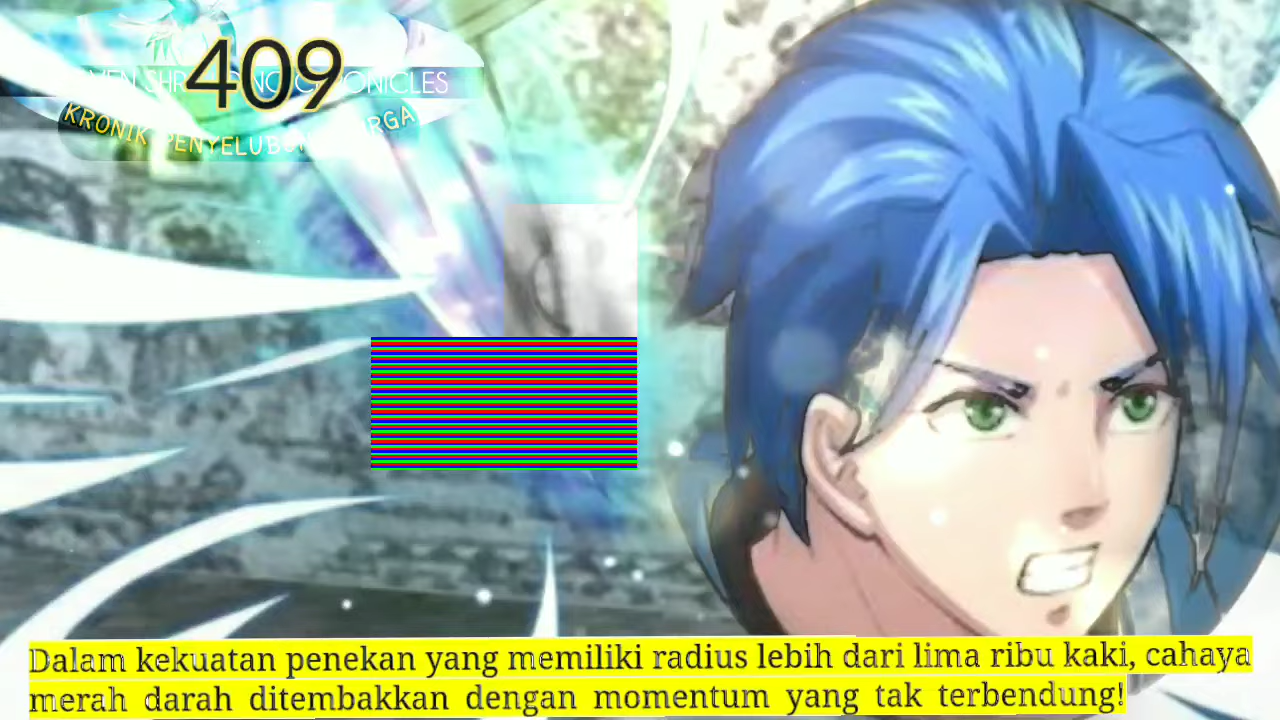 409
CHRONICLES
KRONIK
Dalam kekuatan penekan yang memiliki radius lebih dari lima ribu kaki, cahaya
merah darah ditembakkan dengan momentum yang tak terbendung!